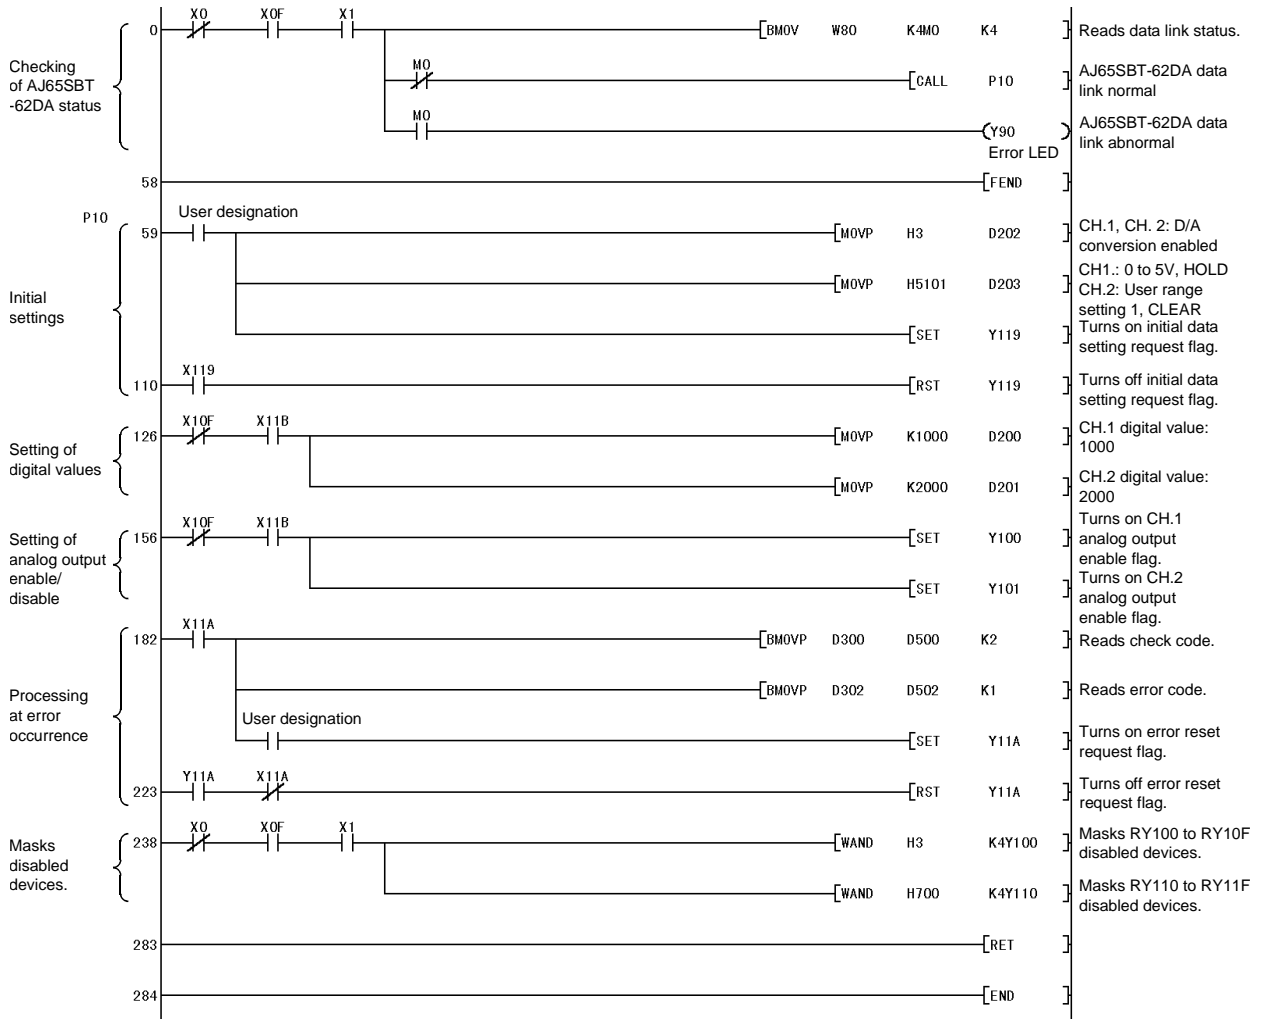 X0 X0F X1
0 BMOV W80 K4M0 K4 Reads data link status.
Checking
of AJ65SBT
-62DA status
M0
CALL P10 AJ65SBT-62DA data
link normal
M0
Y90 AJ65SBT-62DA data
link abnormal
Error LED
58 FEND
P10 User designation
59 MOVP H3 D202 CH.1, CH. 2: D/A
conversion enabled
MOVP H5101 D203 CH1.: 0 to 5V, HOLD
CH.2: User range
setting 1, CLEAR
Initial
settings
SET Y119 Turns on initial data
setting request flag.
X119
110 RST Y119 Turns off initial data
setting request flag.
X10F X11B
126 MOVP K1000 D200 CH.1 digital value:
1000
Setting of
digital values
MOVP K2000 D201 CH.2 digital value:
2000
X10F X11B
156 SET Y100 Turns on CH.1
analog output
enable flag.
Setting of
analog output
enable/
disable
SET Y101 Turns on CH.2
analog output
enable flag.
X11A
182 BMOVP D300 D500 K2 Reads check code.
BMOVP D302 D502 K1 Reads error code.
Processing
at error
occurrence
User designation
SET Y11A Turns on error reset
request flag.
Y11A X11A
223 RST Y11A Turns off error reset
request flag.
X0 X0F X1
238 WAND H3 K4Y100 Masks RY100 to RY10F
disabled devices.
Masks
disabled
devices.
WAND H700 K4Y110 Masks RY110 to RY11F
disabled devices.
283 RET
284 END